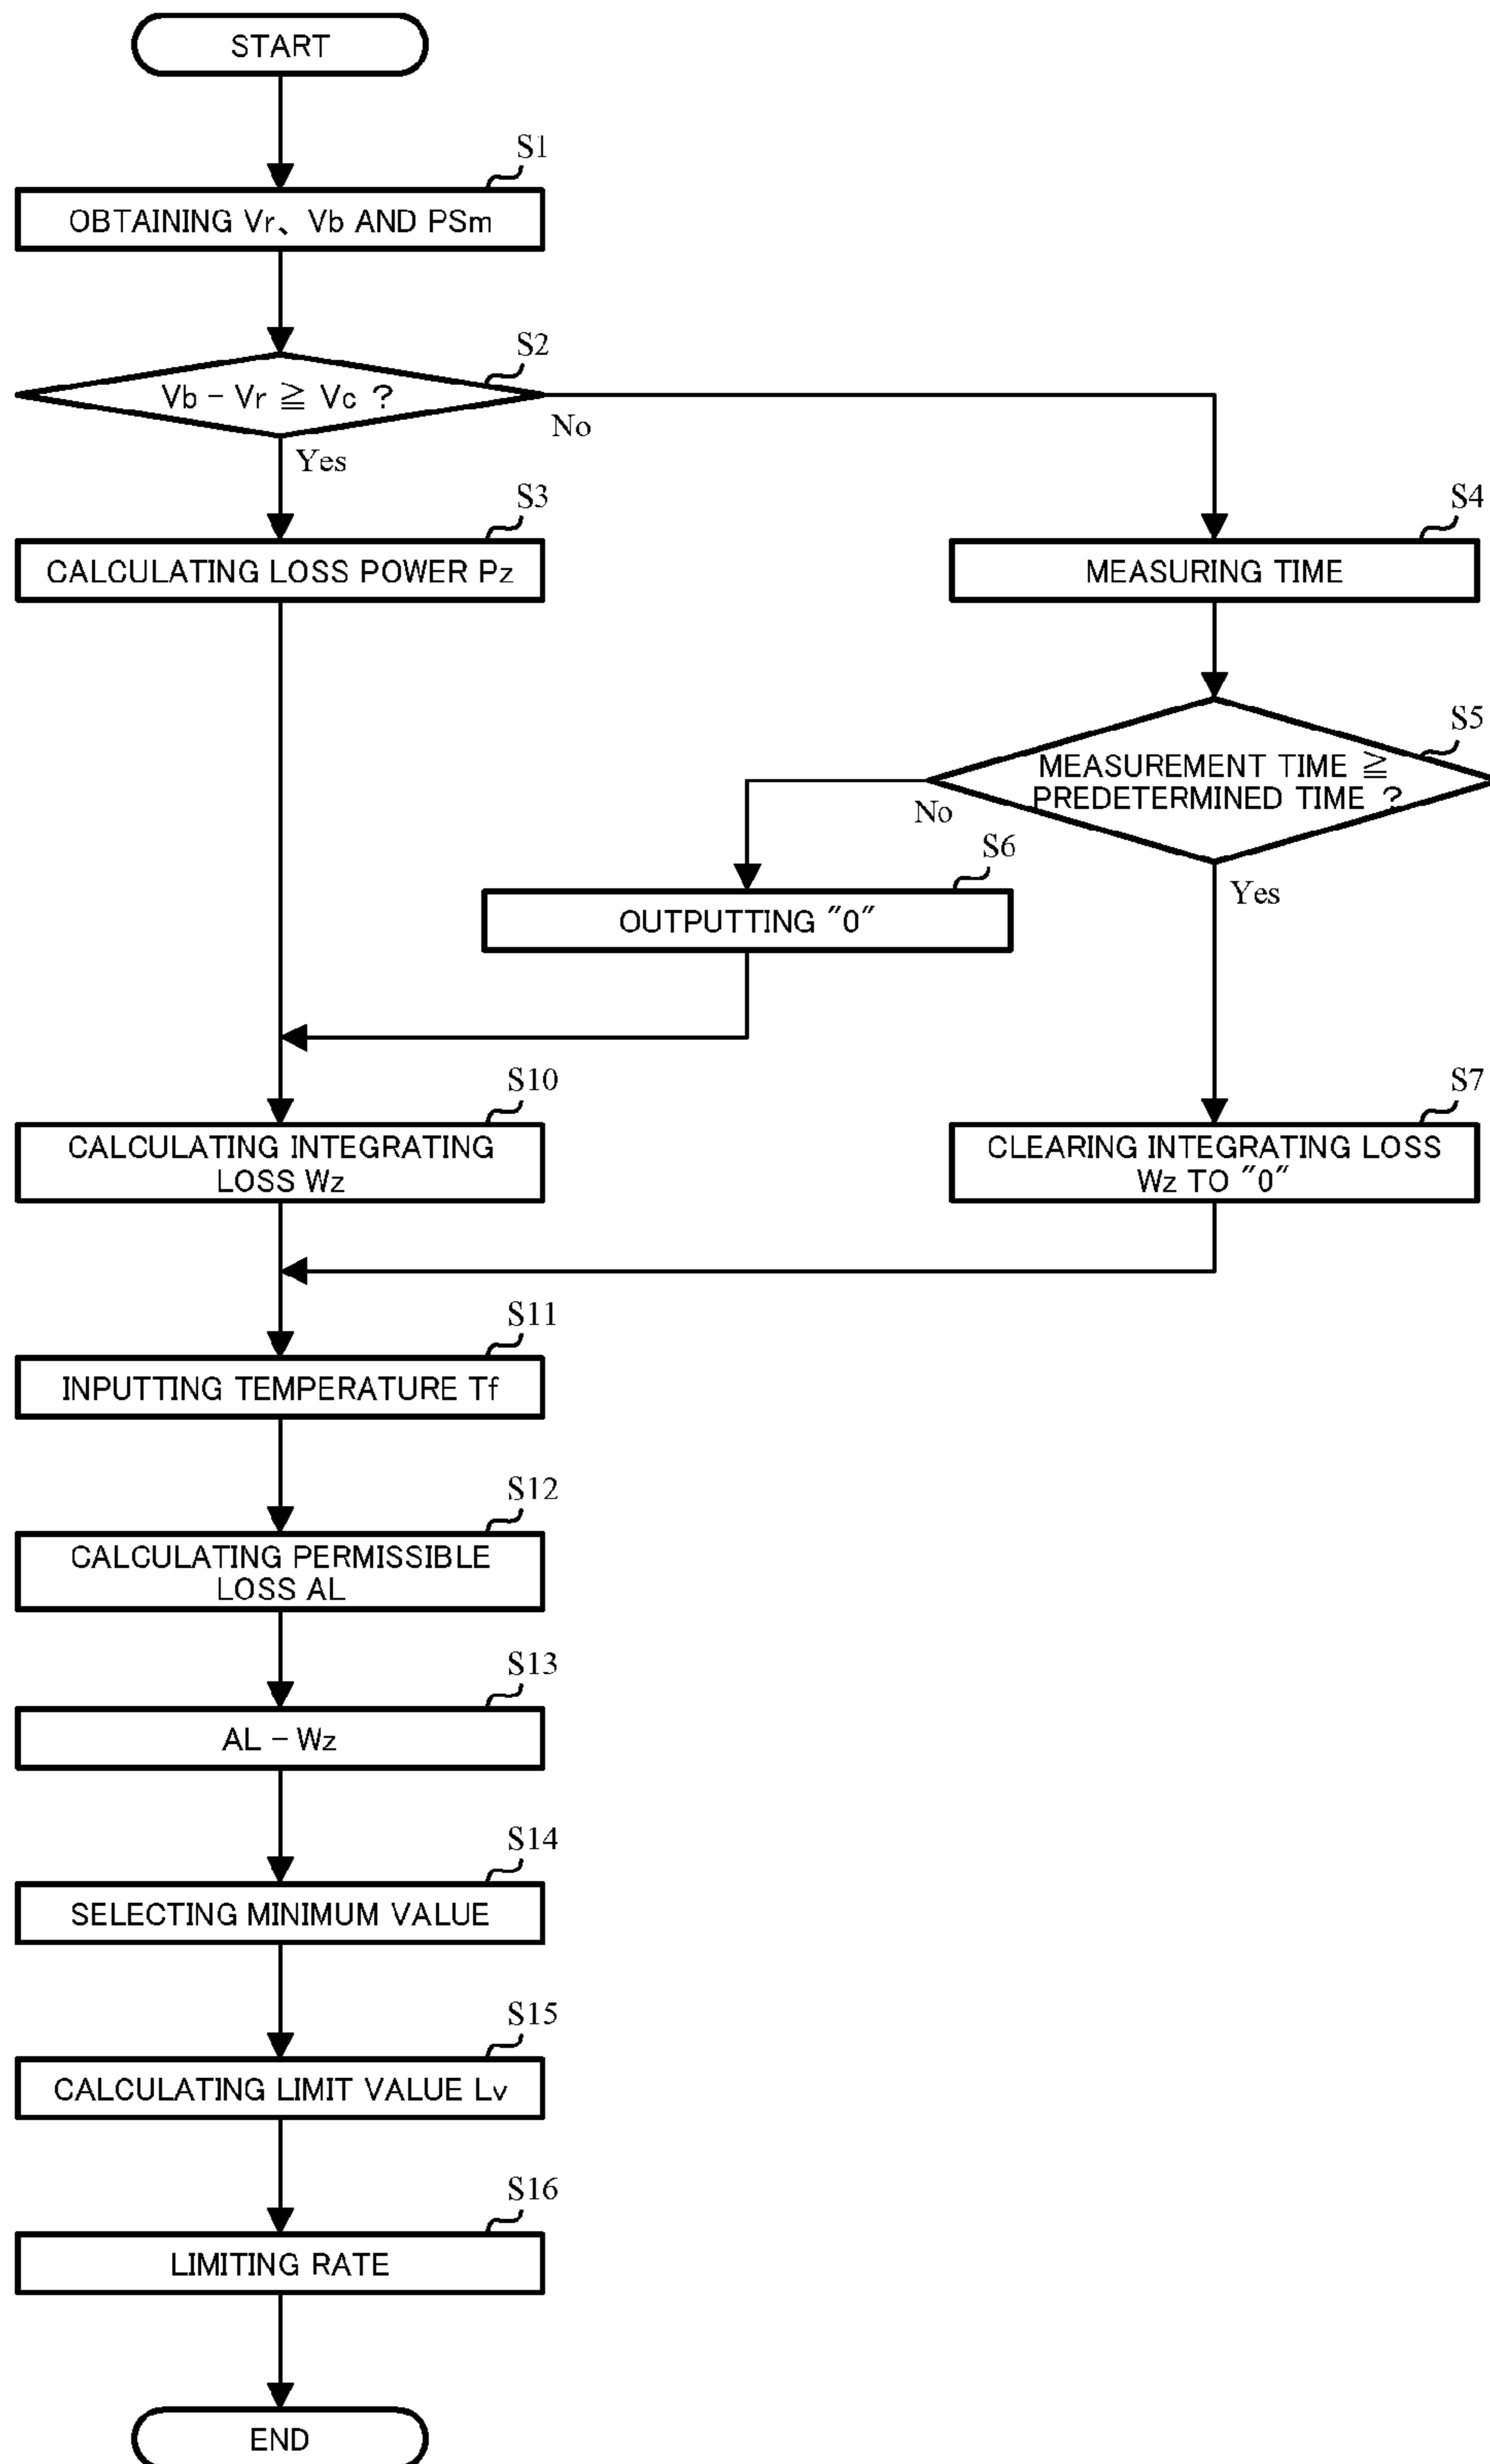 START
S1
OBTAINING Vr、Vb AND PSm
S2
Vb - Vr ≧ Vc ?
No
Yes
S3
CALCULATING LOSS POWER Pz
S4
MEASURING TIME
S5
MEASUREMENT TIME ≧
PREDETERMINED TIME ?
No
Yes
S6
OUTPUTTING "0"
S10
CALCULATING INTEGRATING
LOSS Wz
S7
CLEARING INTEGRATING LOSS
Wz TO "0"
S11
INPUTTING TEMPERATURE Tf
S12
CALCULATING PERMISSIBLE
LOSS AL
S13
AL - Wz
S14
SELECTING MINIMUM VALUE
S15
CALCULATING LIMIT VALUE Lv
S16
LIMITING RATE
END